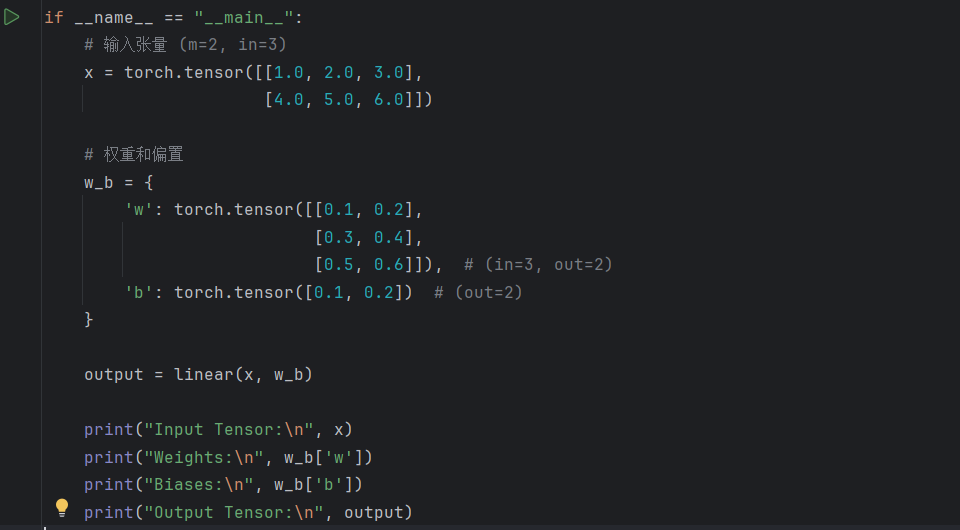 if __name__ == "__main__":
    # 输入张量 (m=2, in=3)
    x = torch.tensor([[1.0, 2.0, 3.0],
                      [4.0, 5.0, 6.0]])
    # 权重和偏置
    w_b = {
        'w': torch.tensor([[0.1, 0.2],
                           [0.3, 0.4],
                           [0.5, 0.6]]),  # (in=3, out=2)
        'b': torch.tensor([0.1, 0.2])  # (out=2)
    }
    output = linear(x, w_b)
    print("Input Tensor:\n", x)
    print("Weights:\n", w_b['w'])
    print("Biases:\n", w_b['b'])
    print("Output Tensor:\n", output)